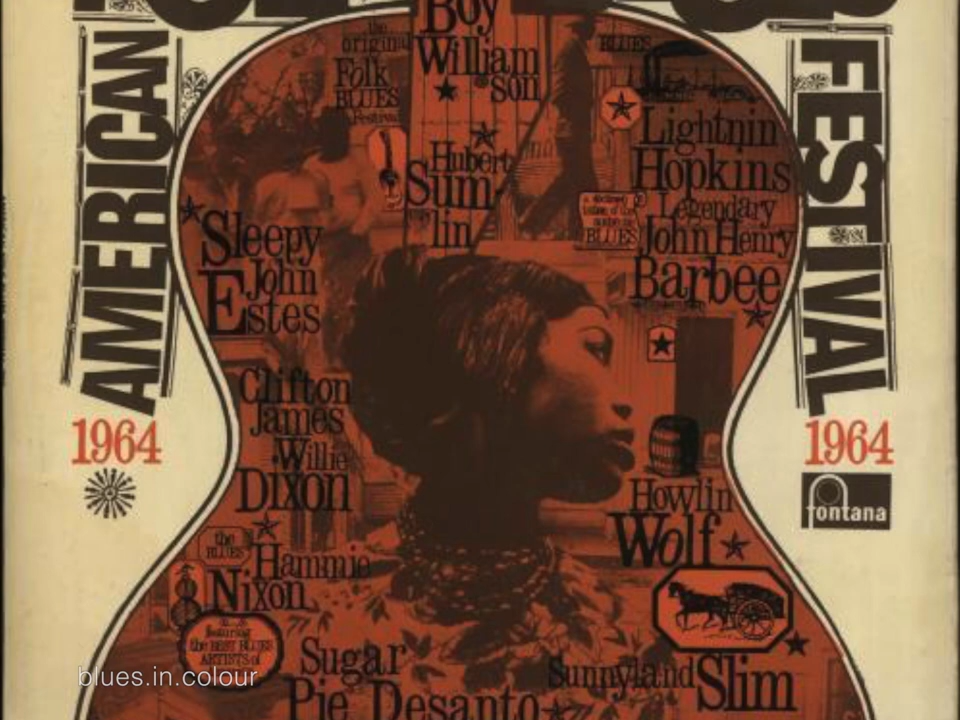 AMERICAN
FESTIVAL
Boy
William
son
the
original
Folk
BLUES
Festival
BLUES
Hubert
Sum-
lin
Lightnin
Hopkins
Legendary
John Henry
Barbee
BLUES
Sleepy
John
Estes
Clifton
James
Willie
Dixon
1964
1964
fontana
Howlin
Wolf
the
BLUES
Hammie
Nixon
featuring
the BEST BLUES
ARTISTS of
Sugar
Pie Desanto
Sunnyland Slim
blues.in.colour